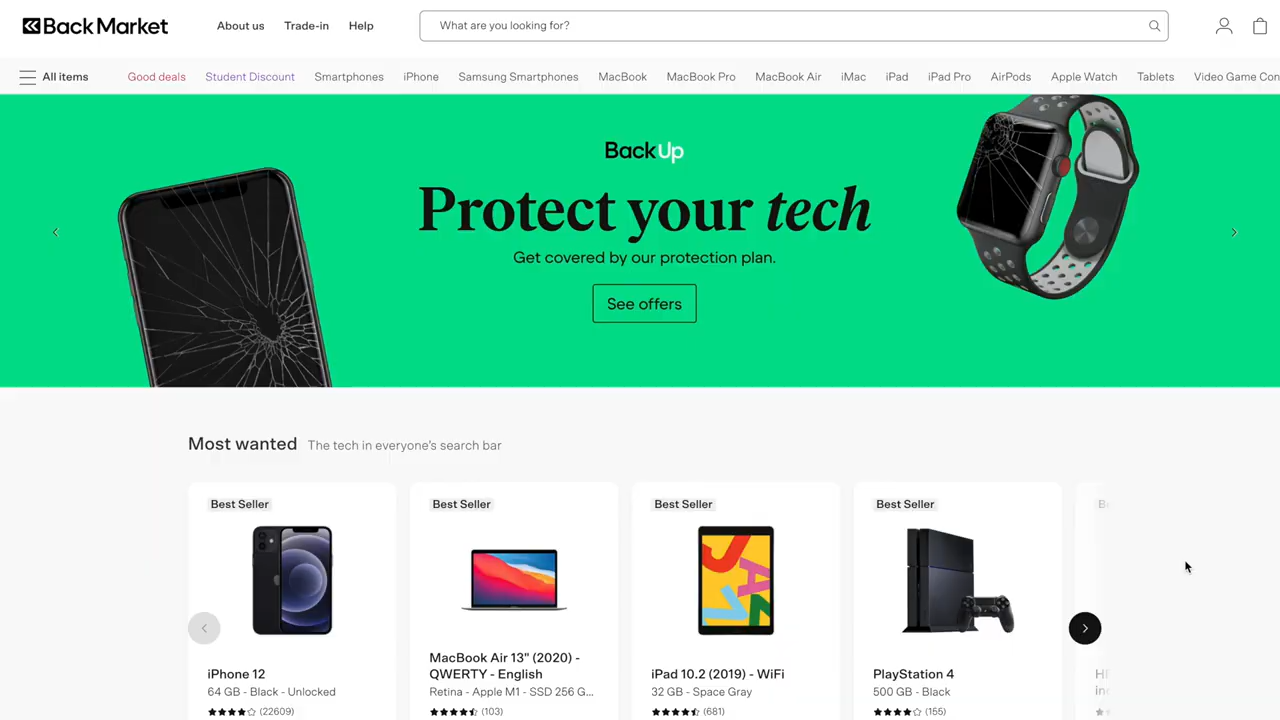 BackMarket
About us Trade-in Help
What are you looking for?
All items Good deals Student Discount Smartphones iPhone Samsung Smartphones MacBook MacBook MacBook Air iMac iPad iPad Pro AirPods Apple Watch Tablets Video Game Con
BackUp
Protect your tech
Get covered by our protection plan.
See offers
Most wanted The tech in everyone's search bar
Best Seller Best Seller Best Seller Best Seller
iPhone 12
64 GB - Black - Unlocked
(22609)
MacBook Air 13" (2020) -
QWERTY - English
Retina - Apple M1 - SSD 256 G...
(103)
iPad 10.2 (2019) - WiFi
32 GB - Space Gray
(681)
PlayStation 4
500 GB - Black
(155)